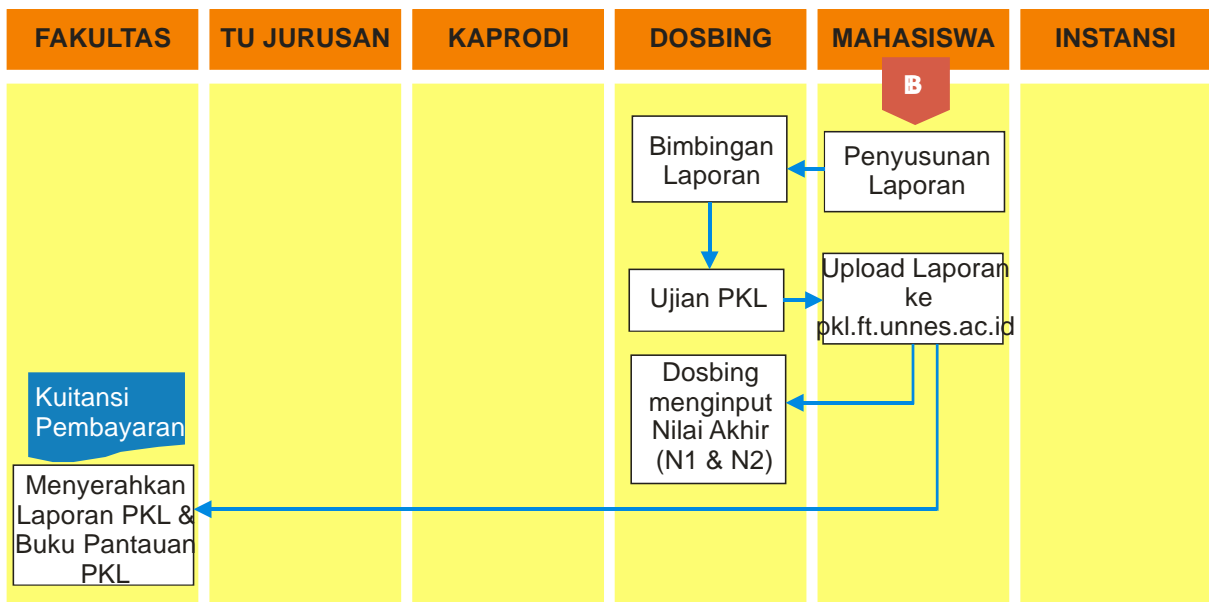 FAKULTAS
TU JURUSAN
KAPRODI
DOSBING
MAHASISWA
INSTANSI
B
Bimbingan
Laporan
Penyusunan
Laporan
Ujian PKL
Upload Laporan
ke
pkl.ft.unnes.ac.id
Dosbing
menginput
Nilai Akhir
(N1 & N2)
Kuitansi
Pembayaran
Menyerahkan
Laporan PKL &
Buku Pantauan
PKL